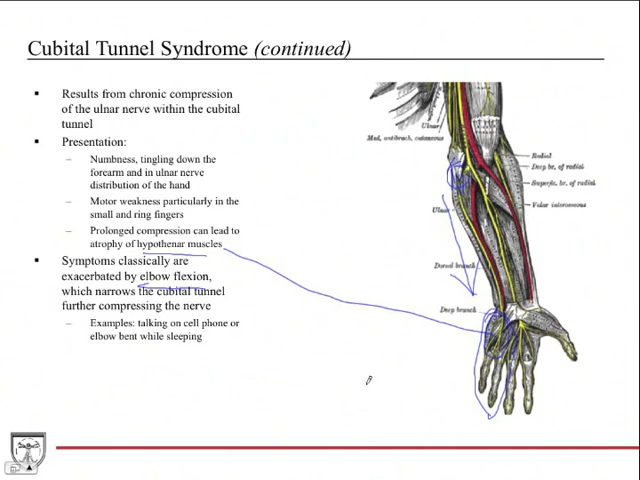 Cubital Tunnel Syndrome (continued)
Results from chronic compression
of the ulnar nerve within the cubital
tunnel
Presentation:
Numbness, tingling down the
forearm and in ulnar nerve
distribution of the hand
Motor weakness particularly in the
small and ring fingers
Prolonged compression can lead to
atrophy of hypothenar muscles
Symptoms classically are
exacerbated by elbow flexion,
which narrows the cubital tunnel
further compressing the nerve
Examples: talking on cell phone or
elbow bent while sleeping
Ulnar
Med. antibrach. cutaneous
Radial
Deep br. of radial
Superfic. br. of radial
Volar interosseous
Ulnar
Dorsal branch
Deep branch